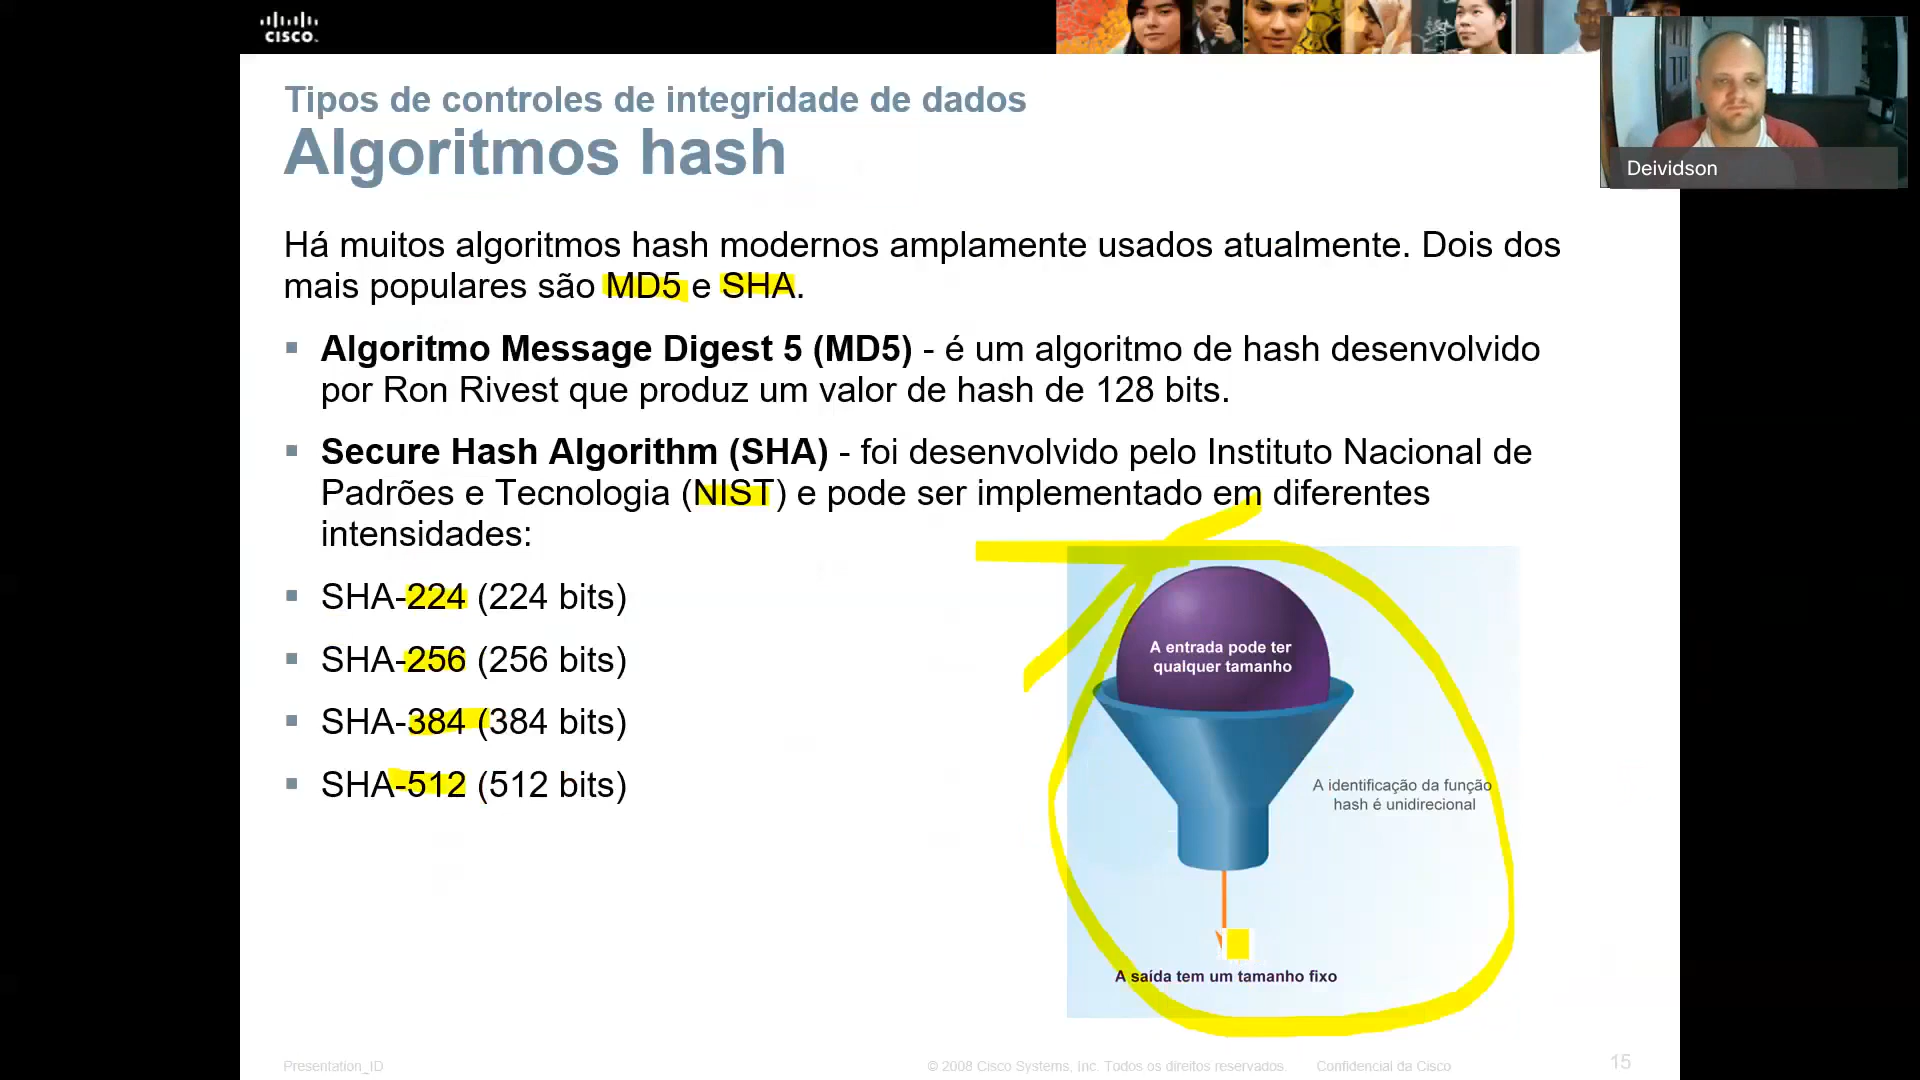 CISCO
Deividson
Tipos de controles de integridade de dados
Algoritmos hash
Há muitos algoritmos hash modernos amplamente usados atualmente. Dois dos
mais populares são MD5 e SHA.
Algoritmo Message Digest 5 (MD5) - é um algoritmo de hash desenvolvido
por Ron Rivest que produz um valor de hash de 128 bits.
Secure Hash Algorithm (SHA) - foi desenvolvido pelo Instituto Nacional de
Padrões e Tecnologia (NIST) e pode ser implementado em diferentes
intensidades:
SHA-224 (224 bits)
SHA-256 (256 bits)
SHA-384 (384 bits)
SHA-512 (512 bits)
A entrada pode ter
qualquer tamanho
A identificação da função
hash é unidirecional
A saída tem um tamanho fixo
Presentation_ID
© 2008 Cisco Systems, Inc. Todos os direitos reservados.
Confidencial da Cisco
15